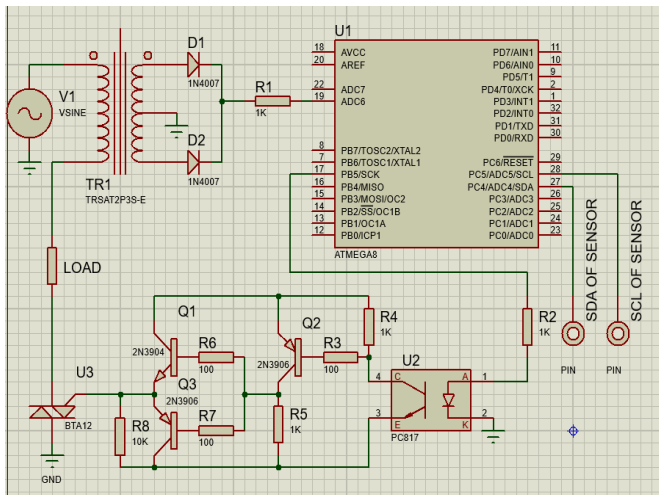 U1
D1
1N4007
V1
VSINE
R1
1K
D2
1N4007
TR1
TRSAT2P3S-E
18 AVCC
20 AREF
22 ADC7
19 ADC6
8 PB7/TOSC2/XTAL2
7 PB6/TOSC1/XTAL1
17 PB5/SCK
16 PB4/MISO
15 PB3/MOSI/OC2
14 PB2/SS/OC1B
13 PB1/OC1A
12 PB0/ICP1
PD7/AIN1 11
PD6/AIN0 10
PD5/T1 9
PD4/T0/XCK 2
PD3/INT1 1
PD2/INT0 32
PD1/TXD 31
PD0/RXD 30
PC6/RESET 29
PC5/ADC5/SCL 28
PC4/ADC4/SDA 27
PC3/ADC3 26
PC2/ADC2 25
PC1/ADC1 24
PC0/ADC0 23
ATMEGA8
SDA OF SENSOR
SCL OF SENSOR
PIN
PIN
LOAD
Q1
2N3904
Q3
2N3906
R6
100
R7
100
Q2
2N3906
R3
100
R4
1K
R5
1K
R2
1K
U2
4 C
3 E
A 1
K 2
PC817
U3
BTA12
R8
10K
GND